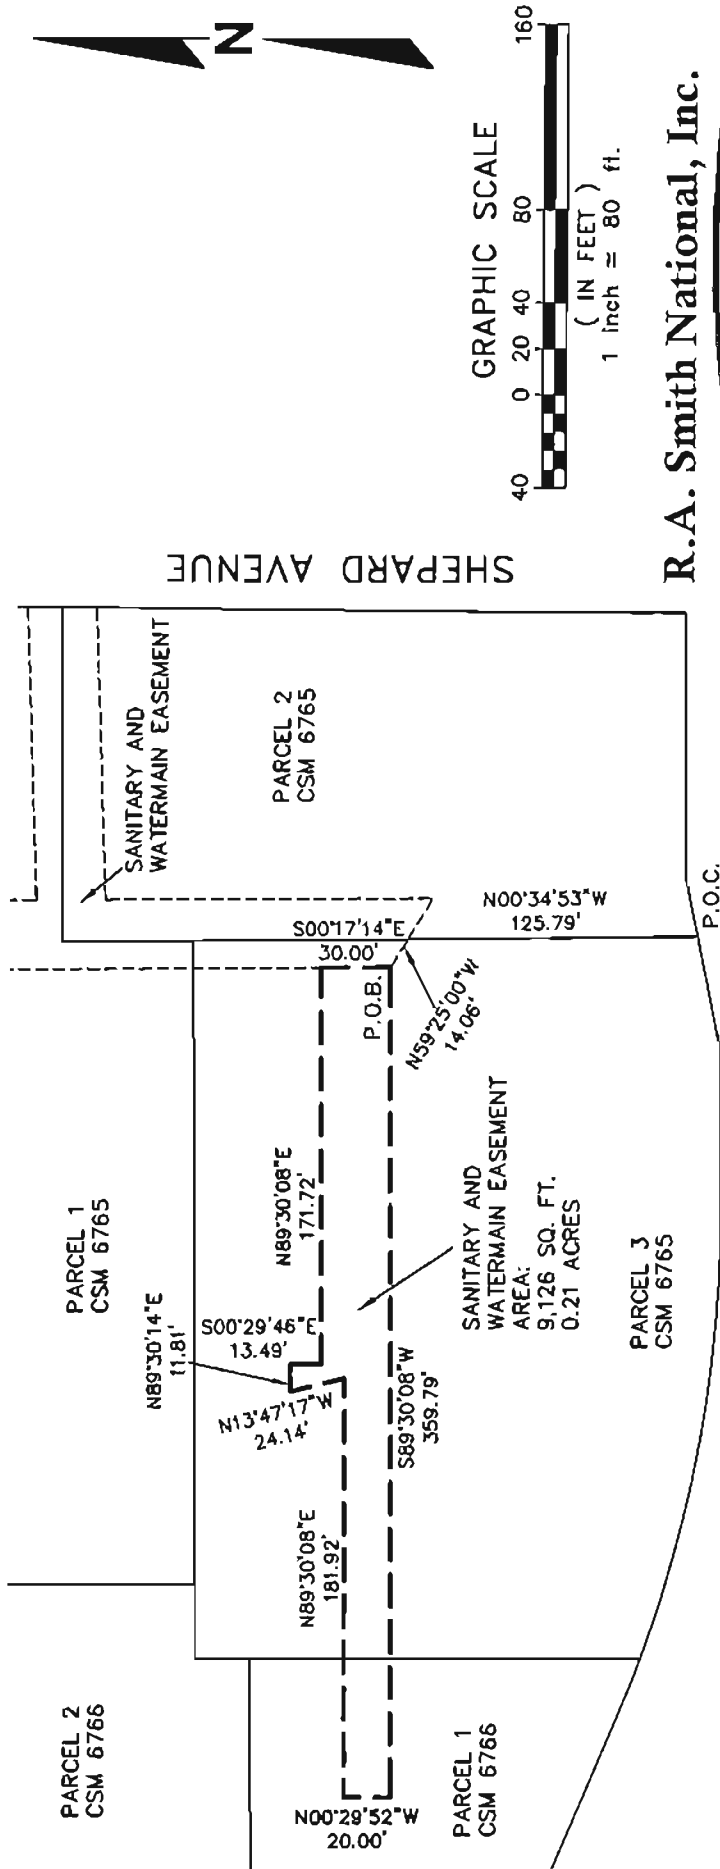 PARCEL 2
CSM 6766
PARCEL 1
CSM 6765
N89°30'14"E
11.81'
S00°29'46"E
13.49'
N13°47'17"W
24.14'
N89°30'08"E
171.72'
N89°30'08"E
181.92'
N00°29'52"W
20.00'
S89°30'08"W
359.79'
PARCEL 1
CSM 6766
SANITARY AND
WATERMAIN EASEMENT
AREA:
9,126 SQ. FT.
0.21 ACRES
PARCEL 3
CSM 6765
SANITARY AND
WATERMAIN EASEMENT
S00°17'14"E
30.00'
P.O.B.
N59°25'00"W
14.06'
PARCEL 2
CSM 6765
N00°34'53"W
125.79'
P.O.C.
SHEPARD AVENUE
N
GRAPHIC SCALE
40 0 20 40 80 160
( IN FEET )
1 inch = 80 ft.
R.A. Smith National, Inc.